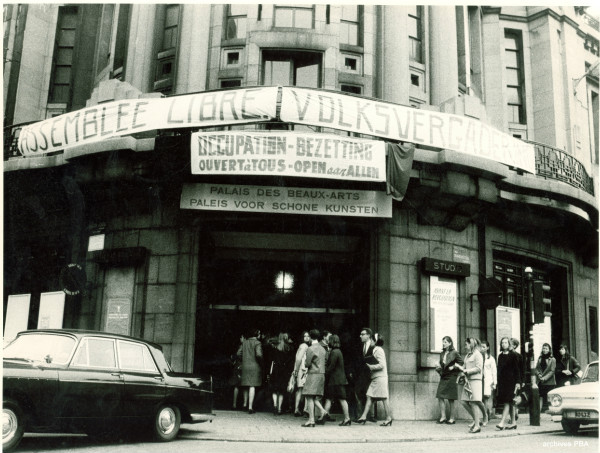 ASSEMBLÉE LIBRE VOLKSVERGADERING
OCCUPATION - BEZETTING
OUVERT à TOUS - OPEN aan ALLEN
PALAIS DES BEAUX-ARTS
PALEIS VOOR SCHONE KUNSTEN
STUD
archives PBA